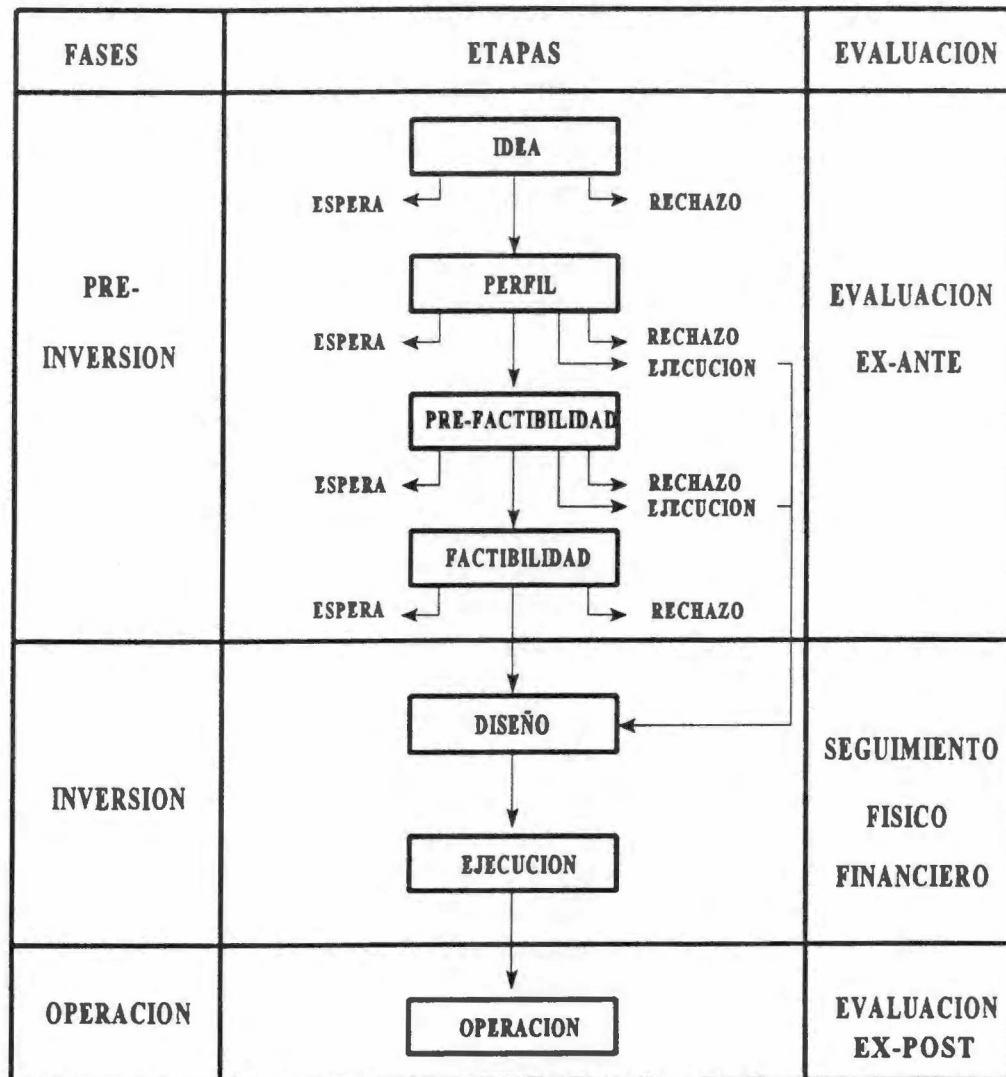 FASES ETAPAS EVALUACION
IDEA
ESPERA RECHAZO
PRE-
INVERSION
PERFIL
ESPERA RECHAZO
EJECUCION
EVALUACION
EX-ANTE
PRE-FACTIBILIDAD
ESPERA RECHAZO
EJECUCION
FACTIBILIDAD
ESPERA RECHAZO
INVERSION
DISEÑO
EJECUCION
SEGUIMIENTO
FISICO
FINANCIERO
OPERACION
OPERACION
EVALUACION
EX-POST